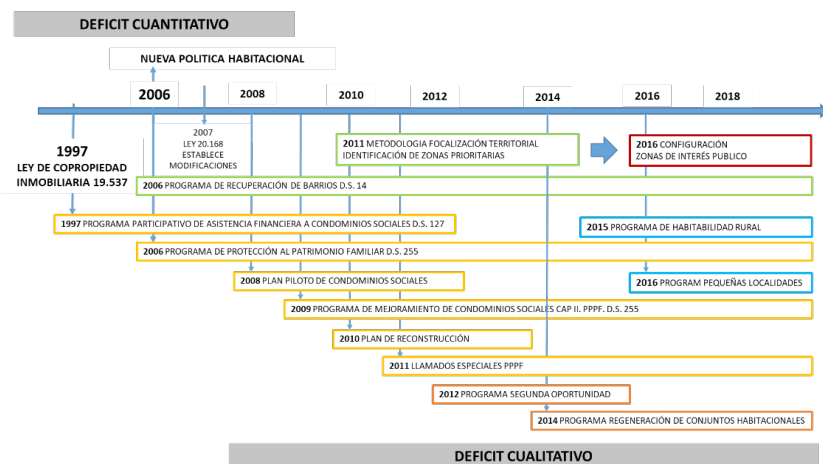 DEFICIT CUANTITATIVO
NUEVA POLITICA HABITACIONAL
2006
2008
2010
2012
2014
2016
2018
1997
LEY DE COPROPIEDAD
INMOBILIARIA 19.537
2007
LEY 20.168
ESTABLECE
MODIFICACIONES
2011 METODOLOGIA FOCALIZACIÓN TERRITORIAL
IDENTIFICACIÓN DE ZONAS PRIORITARIAS
2016 CONFIGURACIÓN
ZONAS DE INTERÉS PUBLICO
2006 PROGRAMA DE RECUPERACIÓN DE BARRIOS D.S. 14
1997 PROGRAMA PARTICIPATIVO DE ASISTENCIA FINANCIERA A CONDOMINIOS SOCIALES D.S. 127
2015 PROGRAMA DE HABITABILIDAD RURAL
2006 PROGRAMA DE PROTECCIÓN AL PATRIMONIO FAMILIAR D.S. 255
2008 PLAN PILOTO DE CONDOMINIOS SOCIALES
2016 PROGRAM PEQUEÑAS LOCALIDADES
2009 PROGRAMA DE MEJORAMIENTO DE CONDOMINIOS SOCIALES CAP II. PPPF. D.S. 255
2010 PLAN DE RECONSTRUCCIÓN
2011 LLAMADOS ESPECIALES PPPF
2012 PROGRAMA SEGUNDA OPORTUNIDAD
2014 PROGRAMA REGENERACIÓN DE CONJUNTOS HABITACIONALES
DEFICIT CUALITATIVO